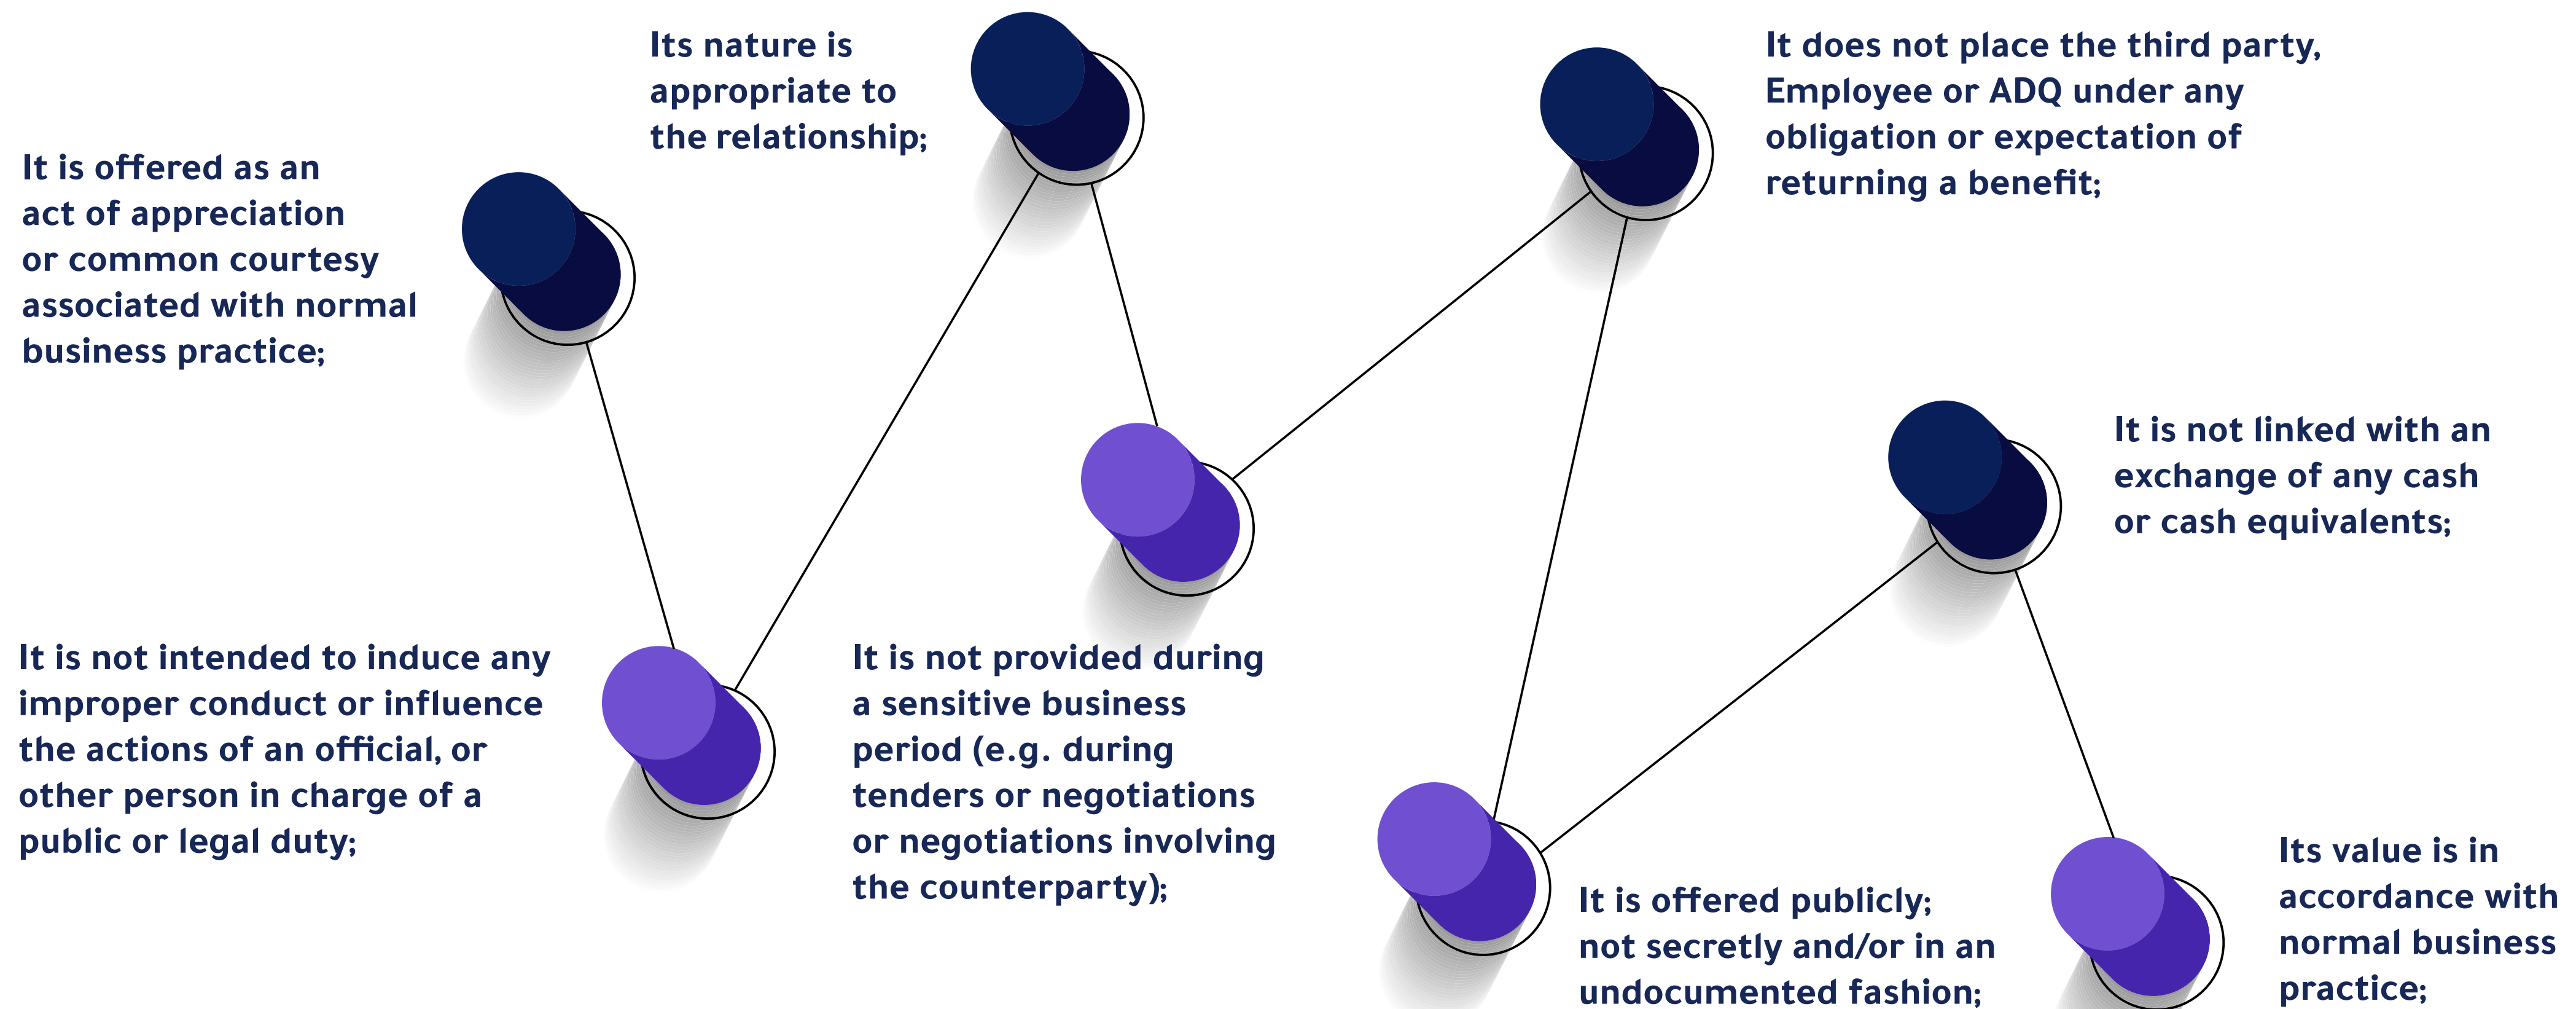 It is offered as an
act of appreciation
or common courtesy
associated with normal
business practice;
It is not intended to induce any
improper conduct or influence
the actions of an official, or
other person in charge of a
public or legal duty;
Its nature is
appropriate to
the relationship;
It is not provided during
a sensitive business
period (e.g. during
tenders or negotiations
or negotiations involving
the counterparty);
It does not place the third party,
Employee or ADQ under any
obligation or expectation of
returning a benefit;
It is offered publicly;
not secretly and/or in an
undocumented fashion;
It is not linked with an
exchange of any cash
or cash equivalents;
Its value is in
accordance with
normal business
practice;